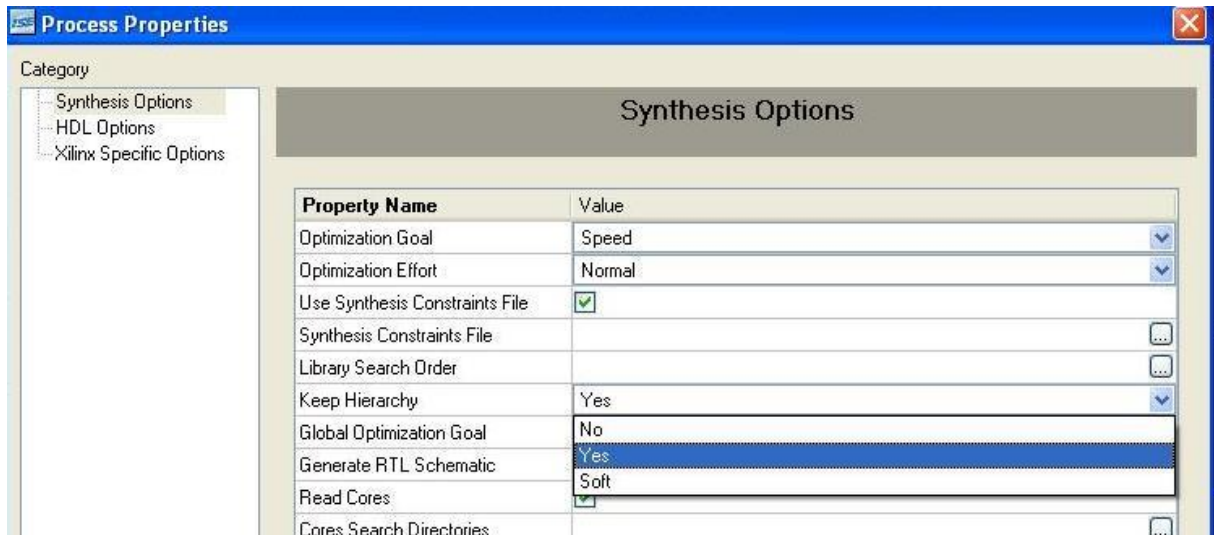 ISE Process Properties
Category
Synthesis Options
HDL Options
Xilinx Specific Options
Synthesis Options
Property Name Value
Optimization Goal Speed
Optimization Effort Normal
Use Synthesis Constraints File
Synthesis Constraints File ...
Library Search Order ...
Keep Hierarchy Yes
Global Optimization Goal No
Generate RTL Schematic Yes
Soft
Read Cores
Cores Search Directories ...